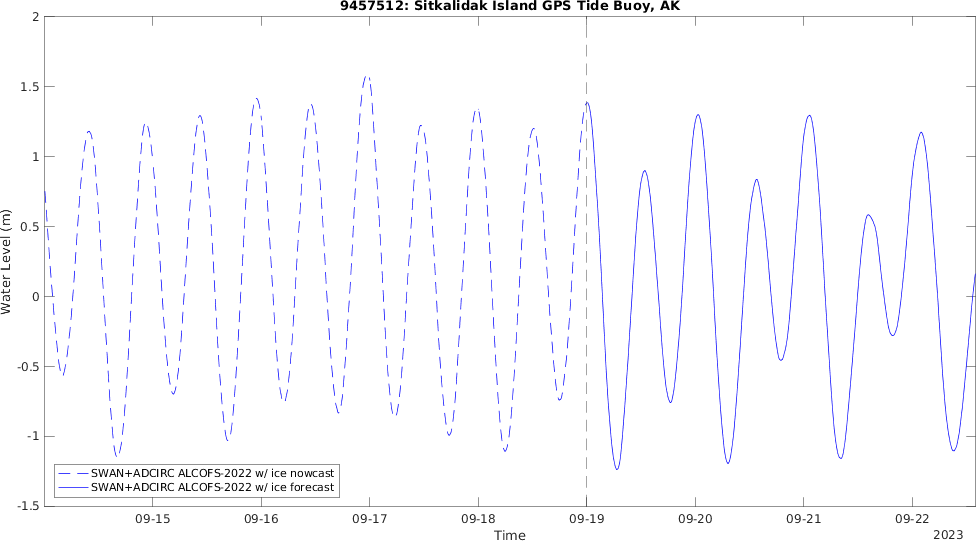 9457512: Sitkalidak Island GPS Tide Buoy, AK
2
1.5
1
0.5
0
-0.5
-1
-1.5
Water Level (m)
SWAN+ADCIRC ALCOFS-2022 w/ ice nowcast
SWAN+ADCIRC ALCOFS-2022 w/ ice forecast
09-15 09-16 09-17 09-18 09-19 09-20 09-21 09-22
Time
2023